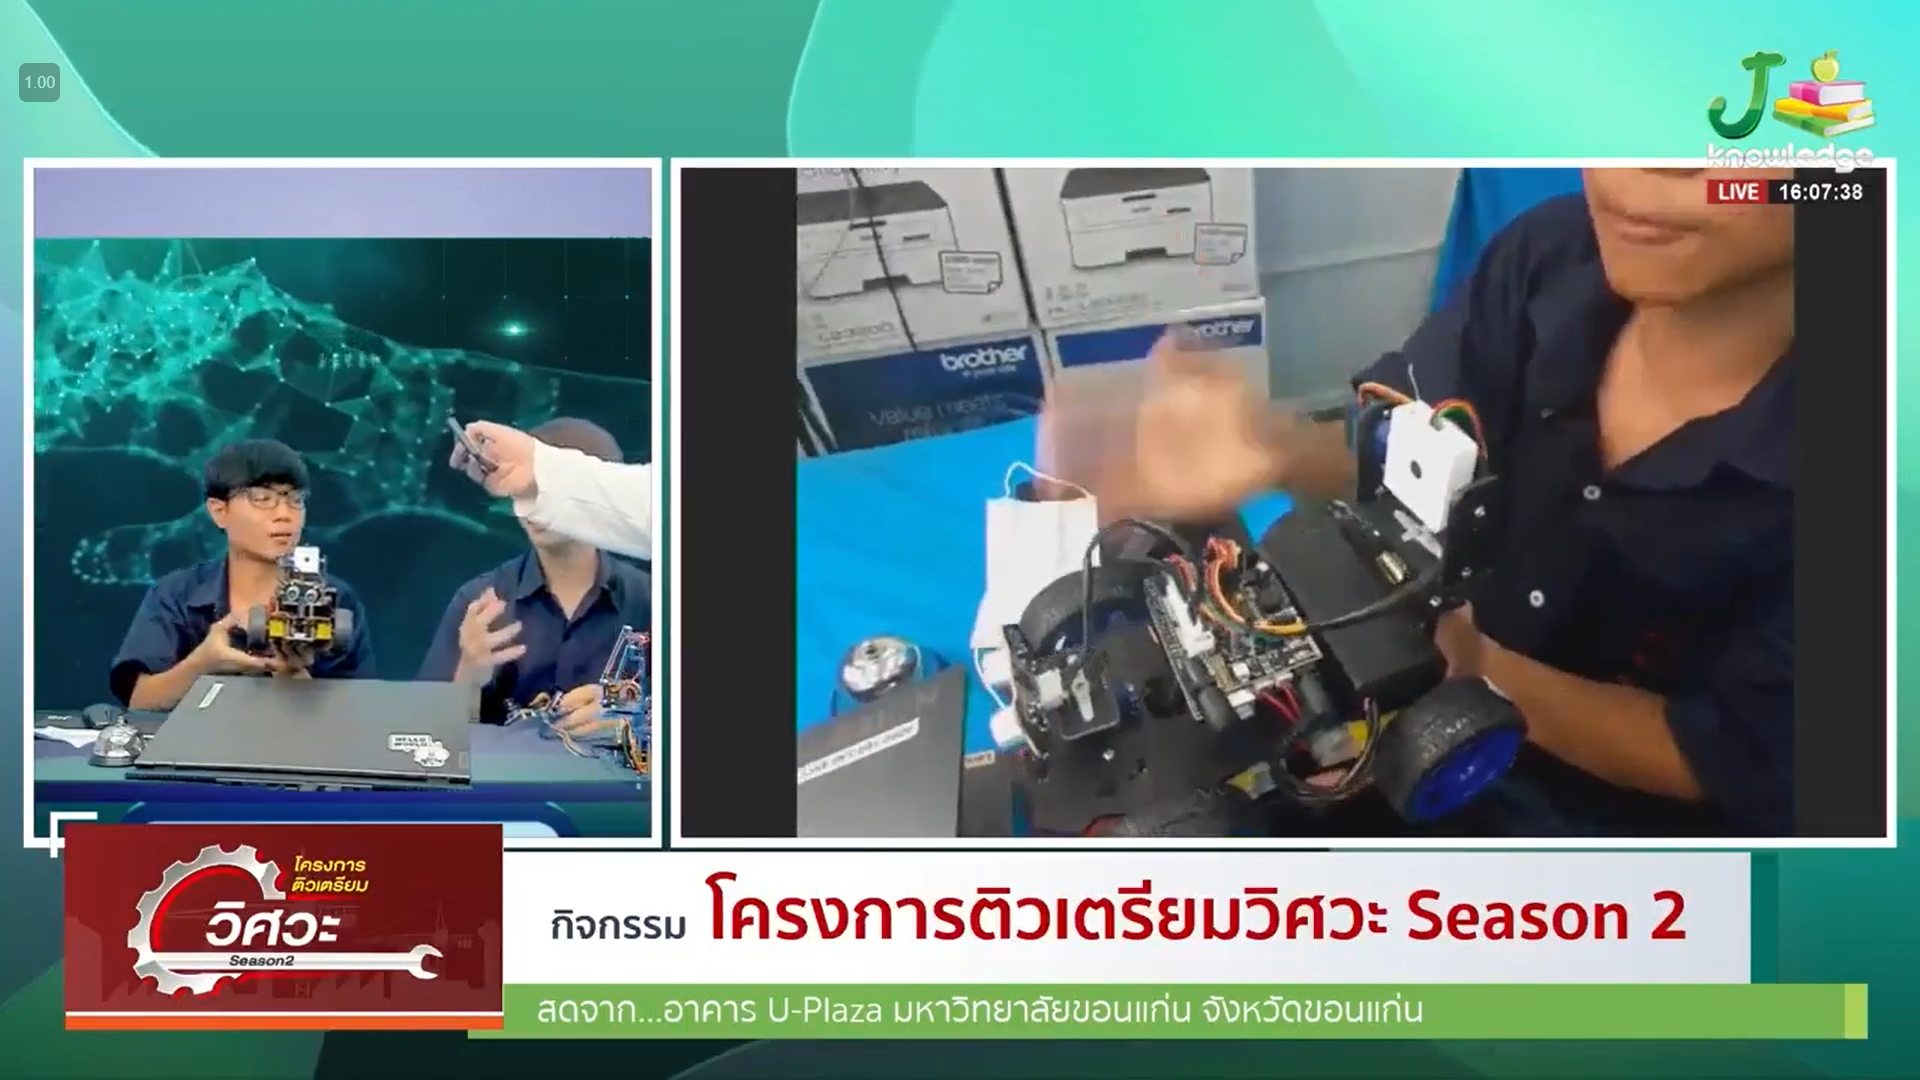 1.00
J
knowledge
LIVE 16:07:38
brother
brother
HELLO
WORLD
โครงการ
ติวเตรียม
วิศวะ
Season2
กิจกรรม โครงการติวเตรียมวิศวะ Season 2
สดจาก...อาคาร U-Plaza มหาวิทยาลัยขอนแก่น จังหวัดขอนแก่น